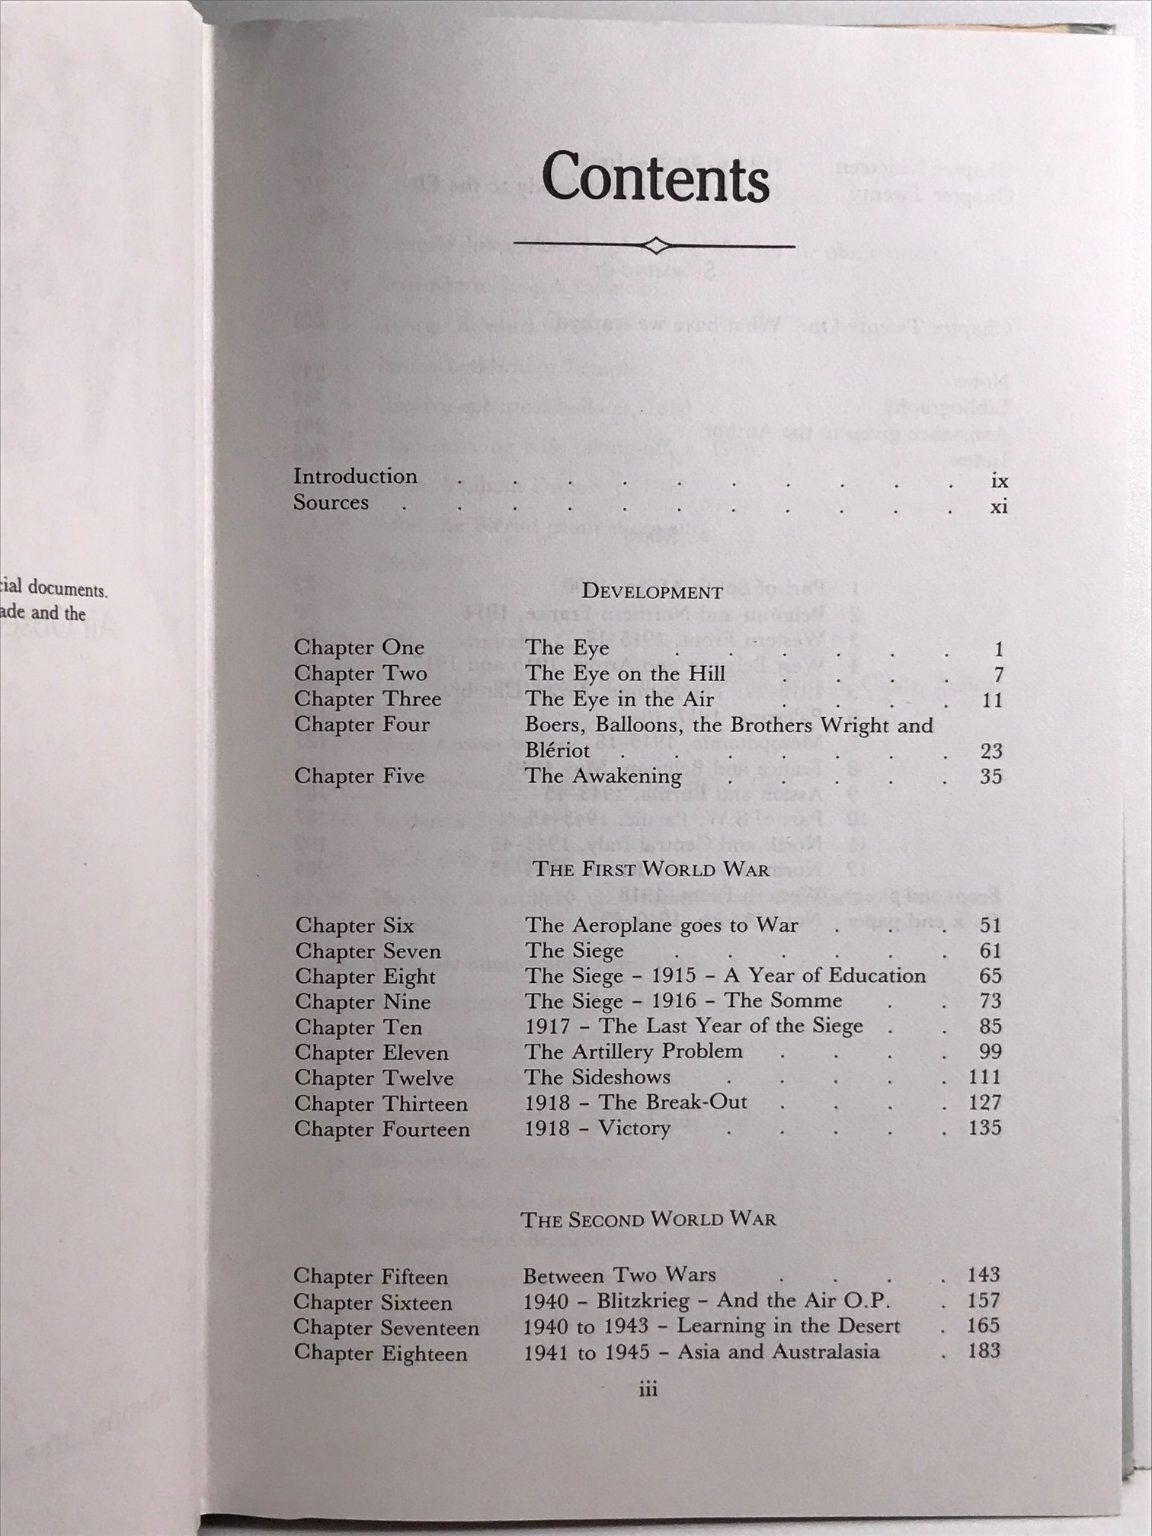 cial documents.
ade and the
Contents
Introduction . . . . . . . . . . ix
Sources . . . . . . . . . . . xi
DEVELOPMENT
Chapter One The Eye . . . . . . 1
Chapter Two The Eye on the Hill . . . . 7
Chapter Three The Eye in the Air . . . . 11
Chapter Four Boers, Balloons, the Brothers Wright and
Blériot . . . . . . . 23
Chapter Five The Awakening . . . . . 35
THE FIRST WORLD WAR
Chapter Six The Aeroplane goes to War . . . 51
Chapter Seven The Siege . . . . . . 61
Chapter Eight The Siege – 1915 – A Year of Education 65
Chapter Nine The Siege – 1916 – The Somme . . 73
Chapter Ten 1917 – The Last Year of the Siege . . 85
Chapter Eleven The Artillery Problem . . . . 99
Chapter Twelve The Sideshows . . . . . 111
Chapter Thirteen 1918 – The Break-Out . . . . 127
Chapter Fourteen 1918 – Victory . . . . . 135
THE SECOND WORLD WAR
Chapter Fifteen Between Two Wars . . . . 143
Chapter Sixteen 1940 – Blitzkrieg – And the Air O.P. . 157
Chapter Seventeen 1940 to 1943 – Learning in the Desert . 165
Chapter Eighteen 1941 to 1945 – Asia and Australasia . 183
iii